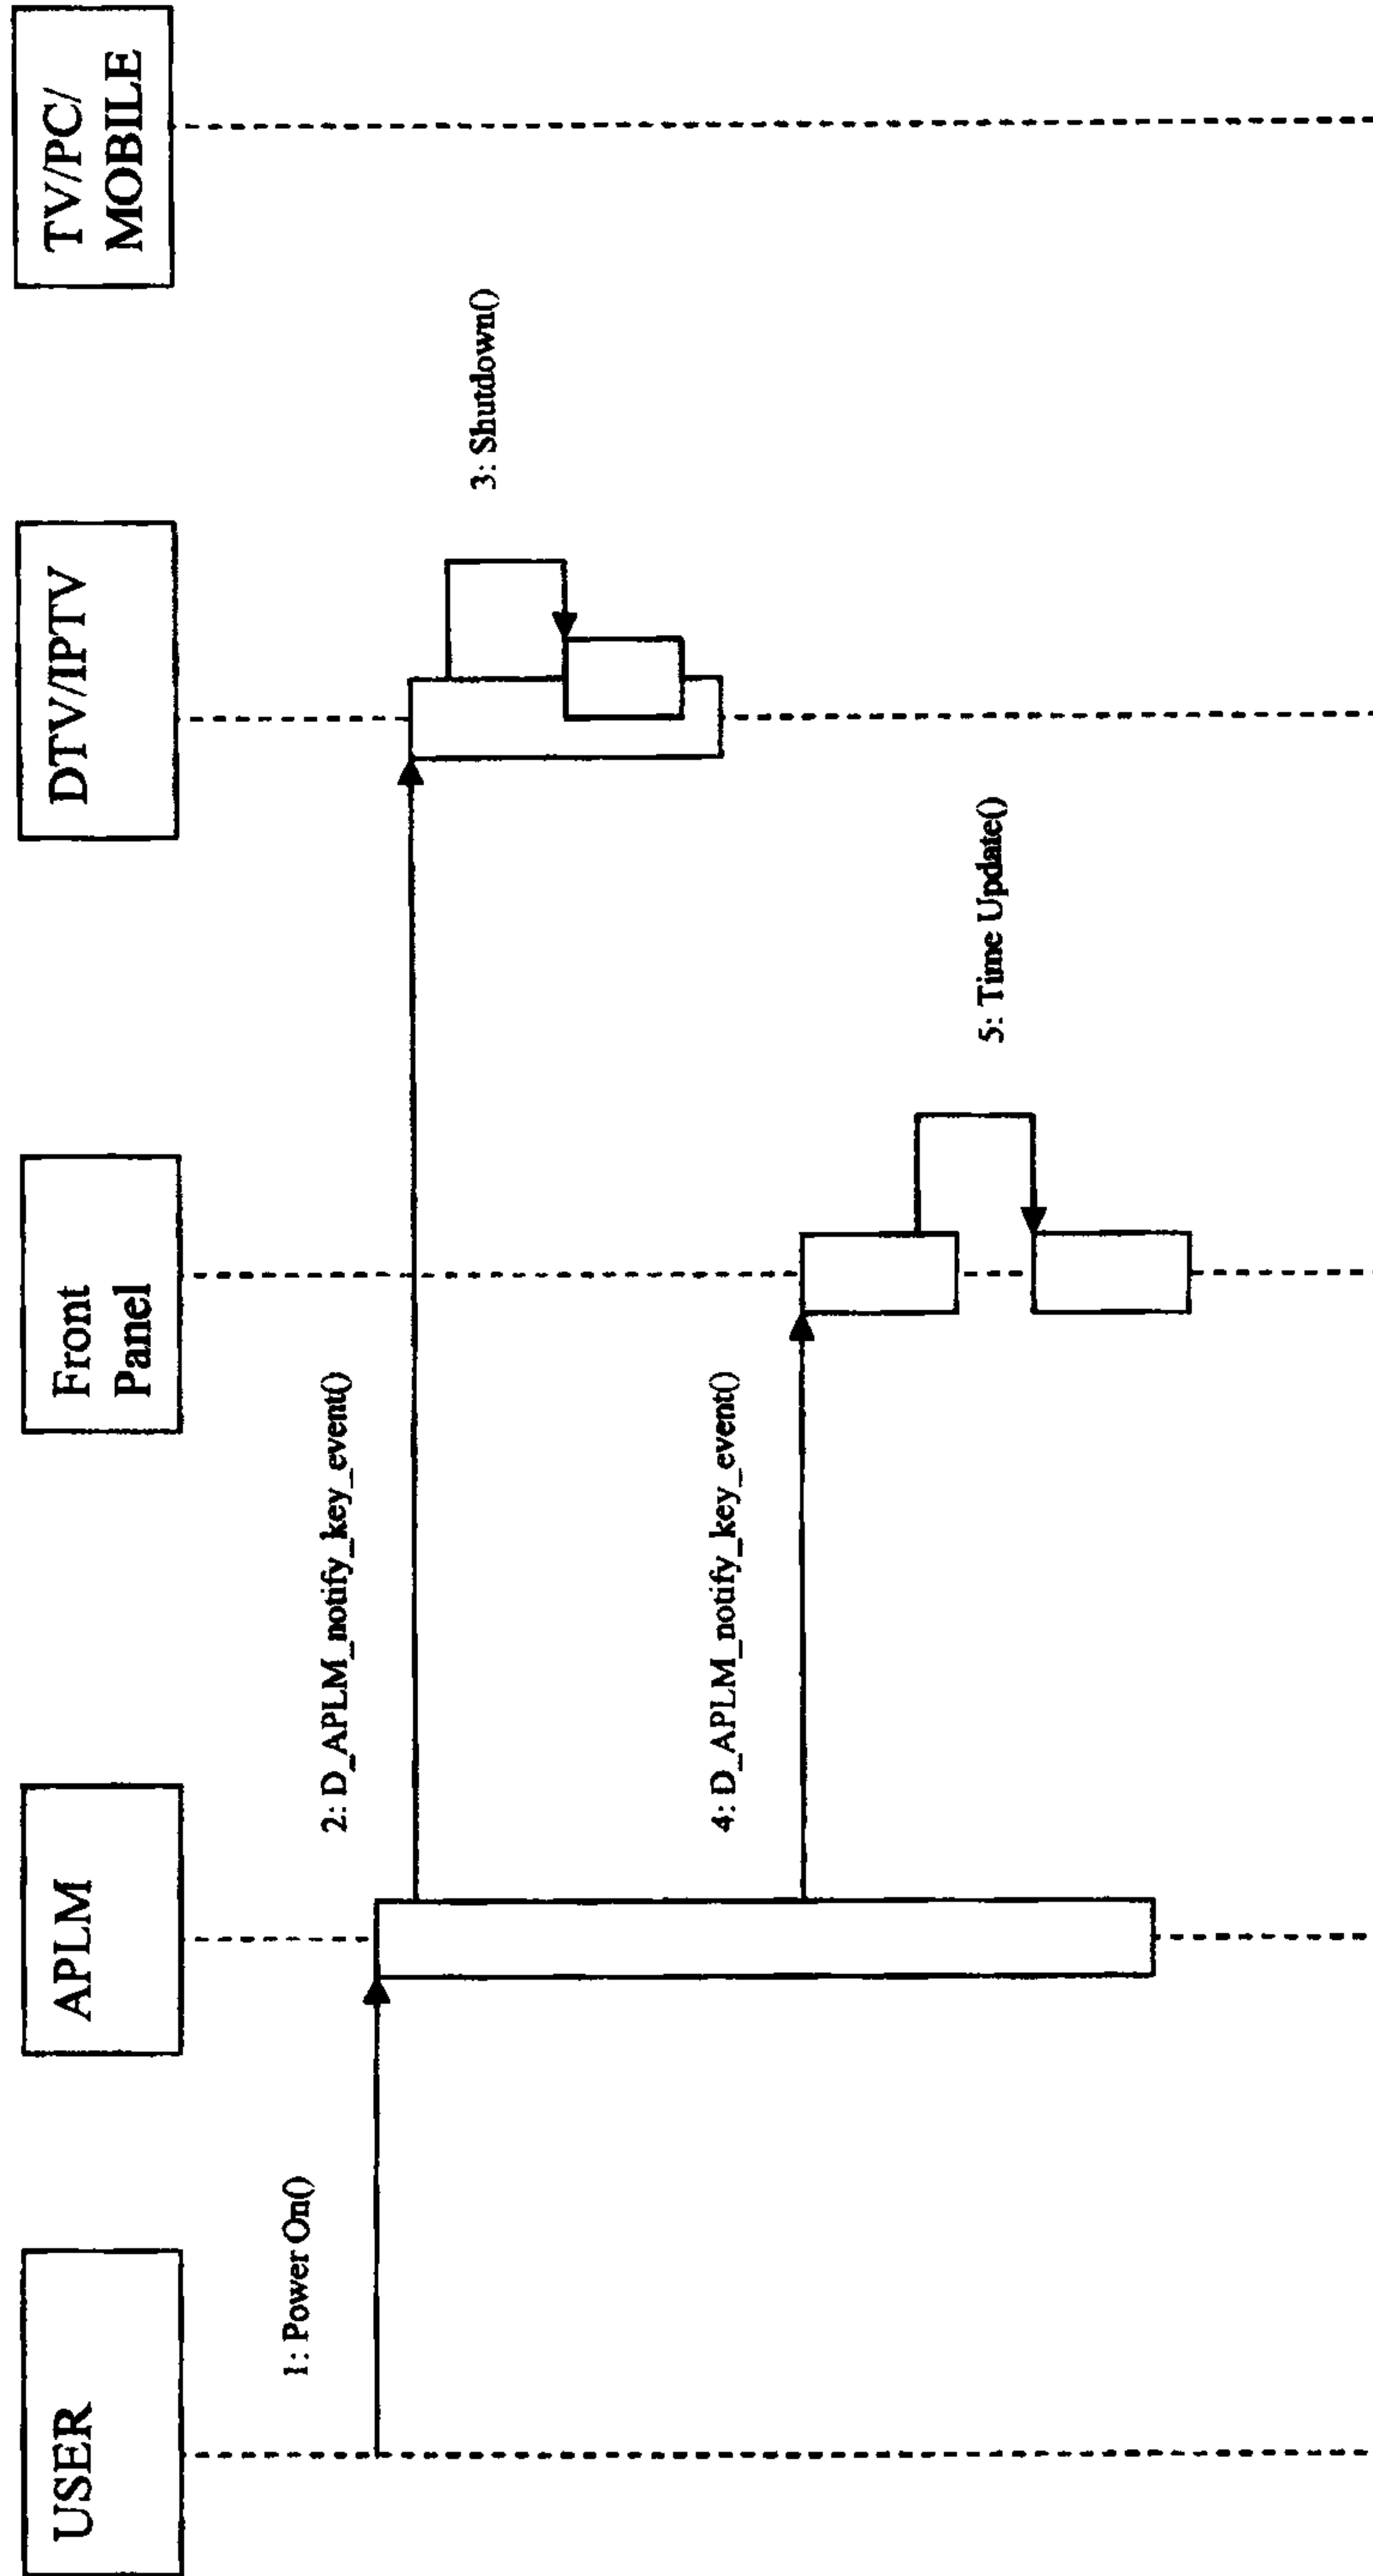 USER
APLM
Front
Panel
DTV/IPTV
TV/PC/
MOBILE
1: Power On()
2: D_APLM_notify_key_event()
3: Shutdown()
4: D_APLM_notify_key_event()
5: Time Update()